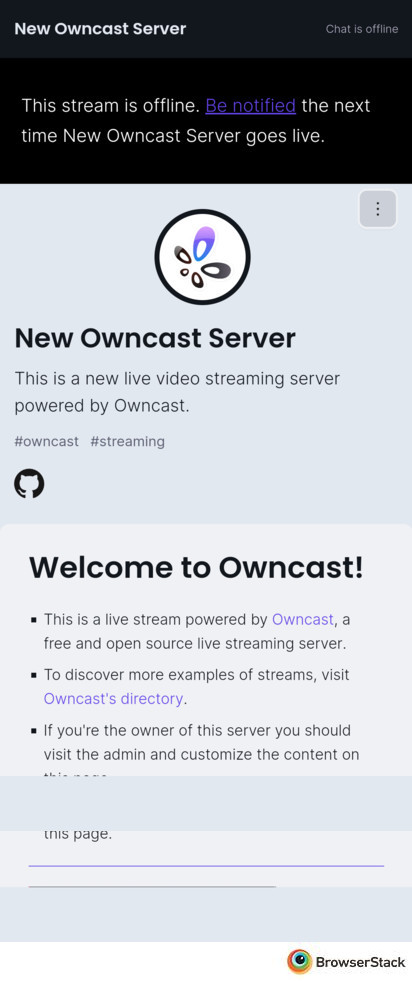 New Owncast Server
Chat is offline
This stream is offline. Be notified the next
time New Owncast Server goes live.
New Owncast Server
This is a new live video streaming server
powered by Owncast.
#owncast #streaming
Welcome to Owncast!
This is a live stream powered by Owncast, a
free and open source live streaming server.
To discover more examples of streams, visit
Owncast's directory.
If you're the owner of this server you should
visit the admin and customize the content on
this page.
this page.
BrowserStack